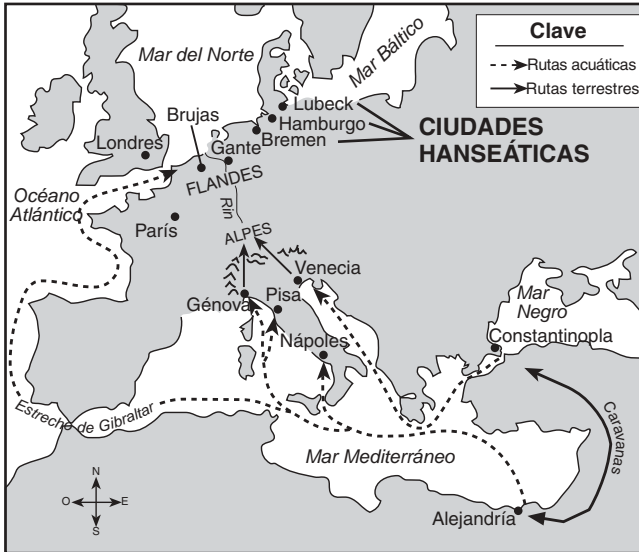 Clave
Rutas acuáticas
Rutas terrestres
Mar del Norte
Mar Báltico
Lubeck
Hamburgo
Bremen
CIUDADES
HANSEÁTICAS
Brujas
Gante
Londres
FLANDES
Océano
Atlántico
Rin
París
ALPES
Venecia
Génova
Pisa
Mar
Negro
Nápoles
Constantinopla
Estrecho de Gibraltar
Caravanas
Mar Mediterráneo
Alejandría
N
O
E
S